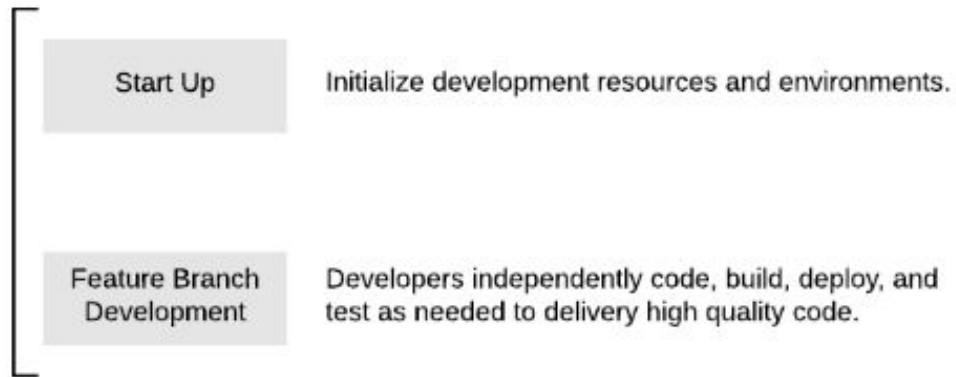 Start Up
Initialize development resources and environments.
Feature Branch
Development
Developers independently code, build, deploy, and
test as needed to delivery high quality code.